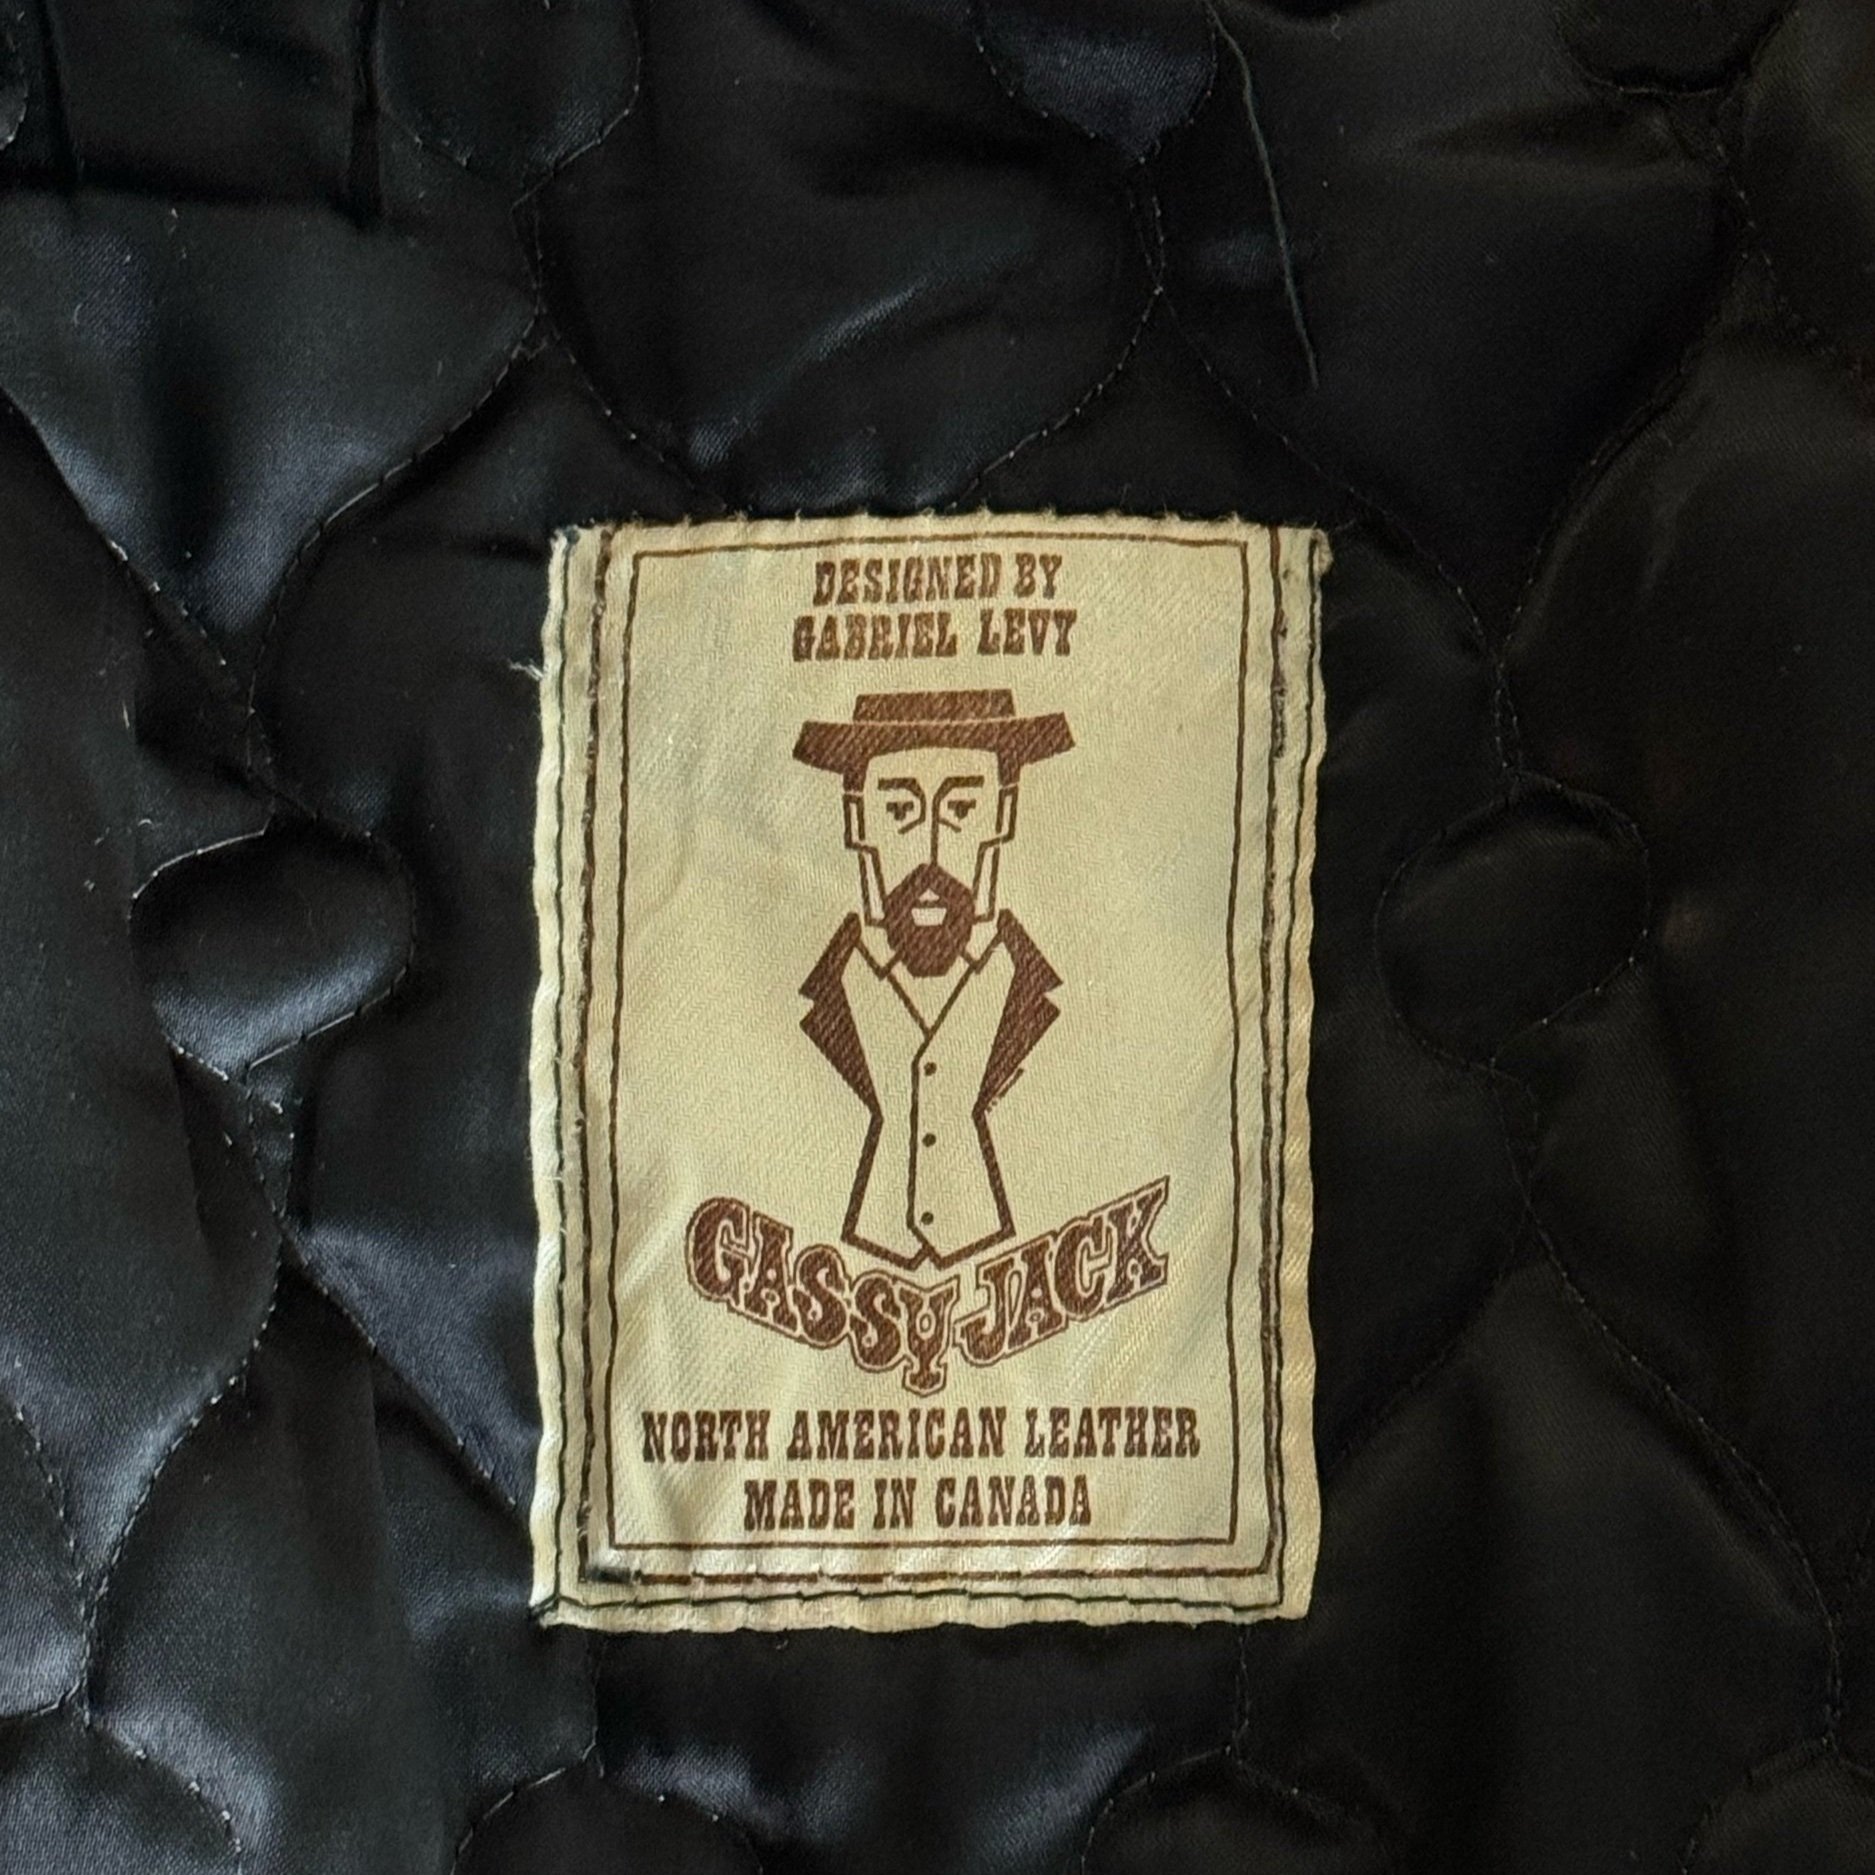 DESIGNED BY
GABRIEL LEVY
GASSY JACK
NORTH AMERICAN LEATHER
MADE IN CANADA